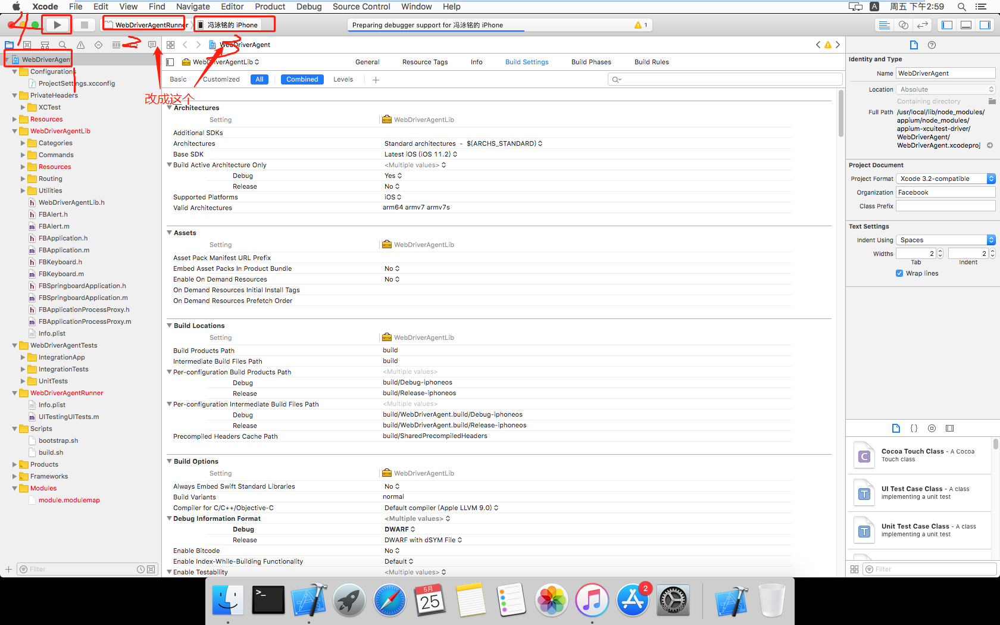 Xcode File Edit View Find Navigate Editor Product Debug Source Control Window Help A 周五 下午2:59
4 WebDriverAgentRunner 冯泳铭的 iPhone Preparing debugger support for 冯泳铭的 iPhone 1
2 3 WebDriverAgent
WebDriverAgent
1
改成这个
Configurations
ProjectSettings.xcconfig
PrivateHeaders
XCTest
Resources
WebDriverAgentLib
Categories
Commands
Resources
Routing
Utilities
WebDriverAgentLib.h
FBAlert.h
FBAlert.m
FBApplication.h
FBApplication.m
FBKeyboard.h
FBKeyboard.m
FBSpringboardApplication.h
FBSpringboardApplication.m
FBApplicationProcessProxy.h
FBApplicationProcessProxy.m
Info.plist
WebDriverAgentTests
IntegrationApp
IntegrationTests
UnitTests
WebDriverAgentRunner
Info.plist
UITestingUITests.m
Scripts
bootstrap.sh
build.sh
Products
Frameworks
Modules
module.modulemap
Filter
WebDriverAgentLib General Resource Tags Info Build Settings Build Phases Build Rules
Basic Customized All Combined Levels
Architectures
Setting WebDriverAgentLib
Additional SDKs
Architectures Standard architectures - $(ARCHS_STANDARD)
Base SDK Latest iOS (iOS 11.2)
Build Active Architecture Only <Multiple values>
Debug Yes
Release No
Supported Platforms iOS
Valid Architectures arm64 armv7 armv7s
Assets
Setting WebDriverAgentLib
Asset Pack Manifest URL Prefix
Embed Asset Packs In Product Bundle No
Enable On Demand Resources No
On Demand Resources Initial Install Tags
On Demand Resources Prefetch Order
Build Locations
Setting WebDriverAgentLib
Build Products Path build
Intermediate Build Files Path build
Per-configuration Build Products Path <Multiple values>
Debug build/Debug-iphoneos
Release build/Release-iphoneos
Per-configuration Intermediate Build Files Path <Multiple values>
Debug build/WebDriverAgent.build/Debug-iphoneos
Release build/WebDriverAgent.build/Release-iphoneos
Precompiled Headers Cache Path build/SharedPrecompiledHeaders
Build Options
Setting WebDriverAgentLib
Always Embed Swift Standard Libraries No
Build Variants normal
Compiler for C/C++/Objective-C Default compiler (Apple LLVM 9.0)
Debug Information Format <Multiple values>
Debug DWARF
Release DWARF with dSYM File
Enable Bitcode No
Enable Index-While-Building Functionality Default
Enable Testability <Multiple values>
Identity and Type
Name WebDriverAgent
Location Absolute
Containing directory
Full Path /usr/local/lib/node_modules/
appium/node_modules/
appium-xcuitest-driver/
WebDriverAgent/
WebDriverAgent.xcodeproj
Project Document
Project Format Xcode 3.2-compatible
Organization Facebook
Class Prefix
Text Settings
Indent Using Spaces
Widths 2 2
Tab Indent
Wrap lines
{ }
C Cocoa Touch Class - A Cocoa
Touch class
T UI Test Case Class - A class
implementing a unit test
T Unit Test Case Class - A class
implementing a unit test
Filter
>_ 5月 25 2